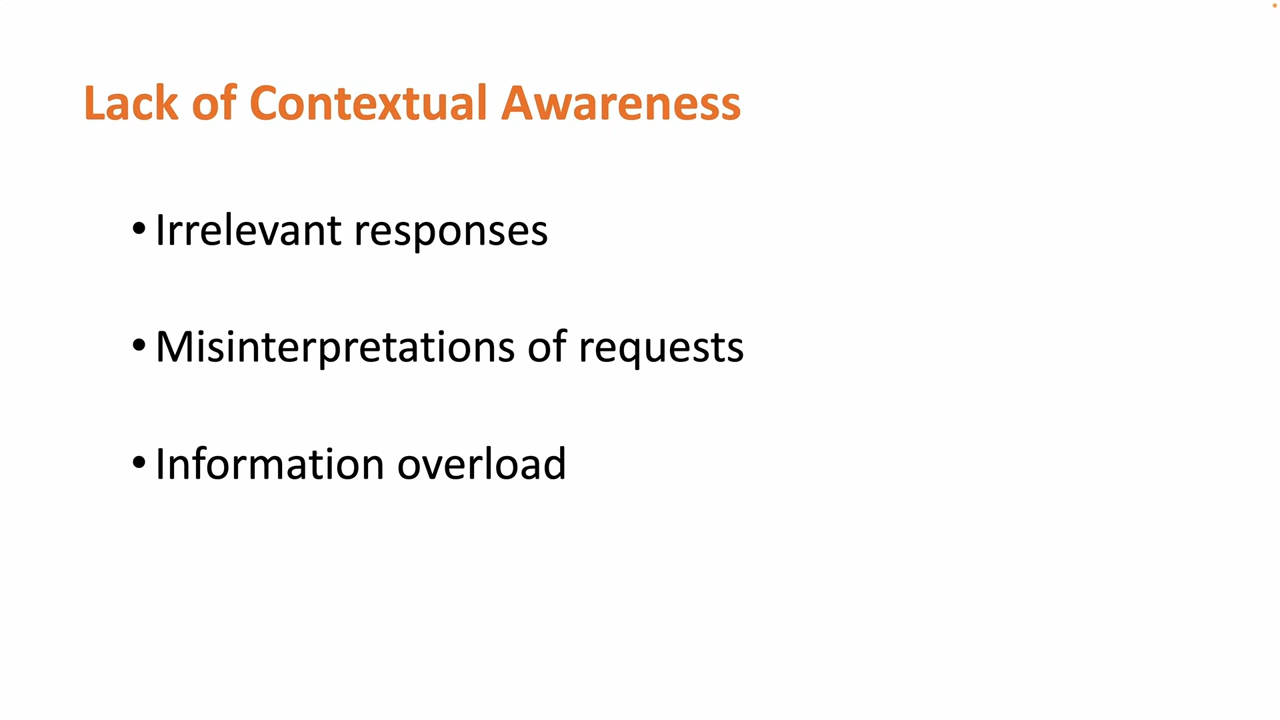 Lack of Contextual Awareness
• Irrelevant responses
• Misinterpretations of requests
• Information overload